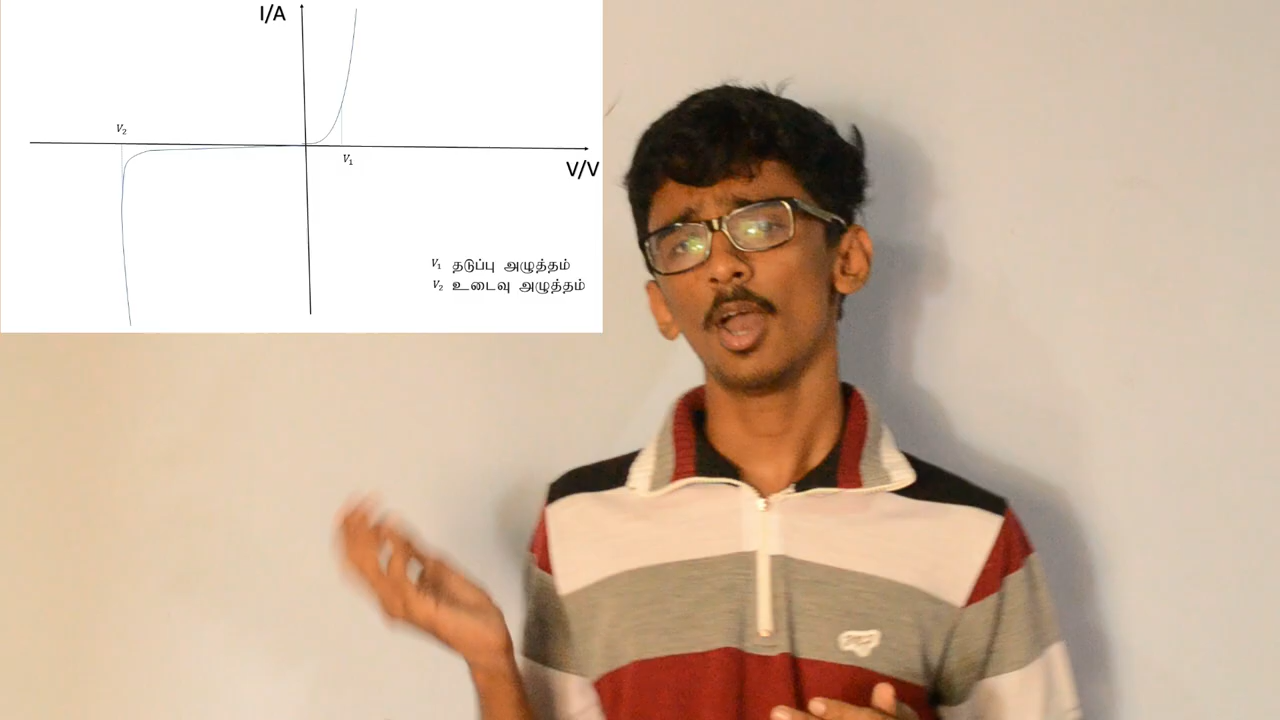 I/A
V₂
V₁
V/V
V₁ தடுப்பு அழுத்தம்
V₂ உடைவு அழுத்தம்